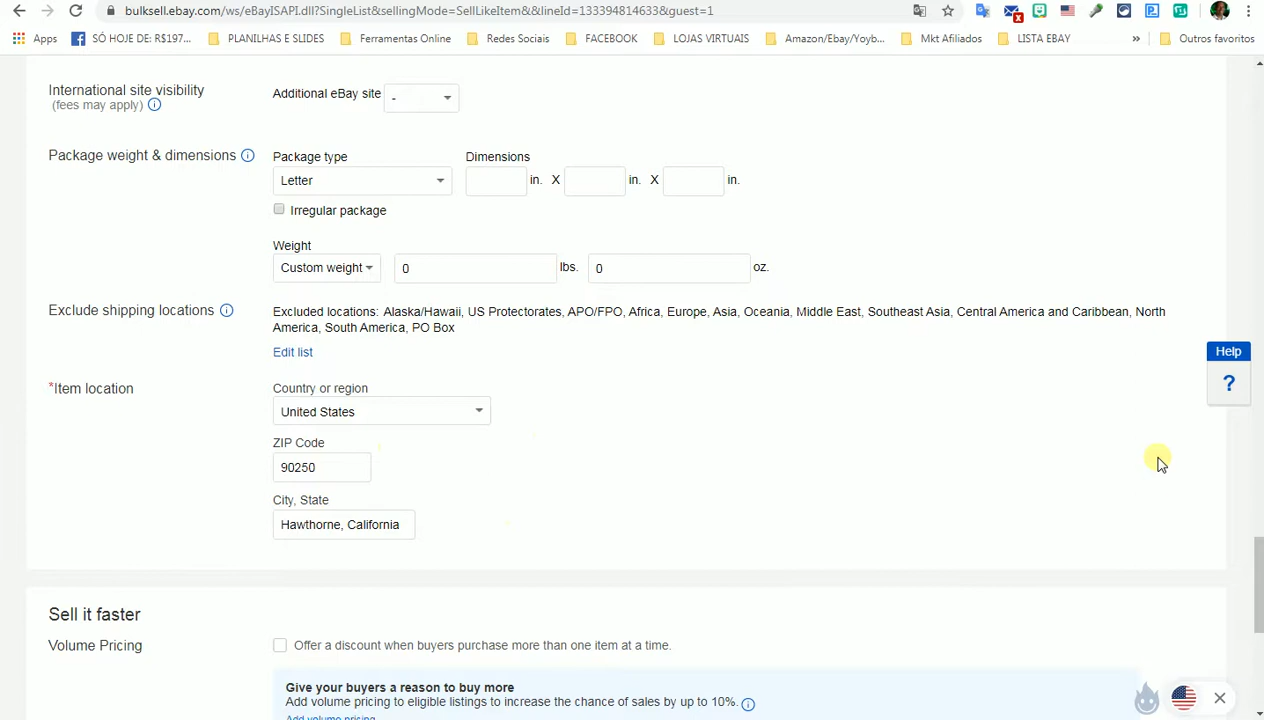 bulksell.ebay.com/ws/eBayISAPI.dll?SingleList&sellingMode=SellLikeItem&&lineId=133394814633&guest=1
Apps SÓ HOJE DE: R$197... PLANILHAS E SLIDES Ferramentas Online Redes Sociais FACEBOOK LOJAS VIRTUAIS Amazon/Ebay/Yoyb... Mkt Afiliados LISTA EBAY » Outros favoritos
International site visibility
(fees may apply)
Additional eBay site -
Package weight & dimensions
Package type Dimensions
Letter in. X in. X in.
Irregular package
Weight
Custom weight 0 lbs. 0 oz.
Exclude shipping locations
Excluded locations: Alaska/Hawaii, US Protectorates, APO/FPO, Africa, Europe, Asia, Oceania, Middle East, Southeast Asia, Central America and Caribbean, North
America, South America, PO Box
Edit list
Help
?
*Item location
Country or region
United States
ZIP Code
90250
City, State
Hawthorne, California
Sell it faster
Volume Pricing
Offer a discount when buyers purchase more than one item at a time.
Give your buyers a reason to buy more
Add volume pricing to eligible listings to increase the chance of sales by up to 10%.
Add volume pricing